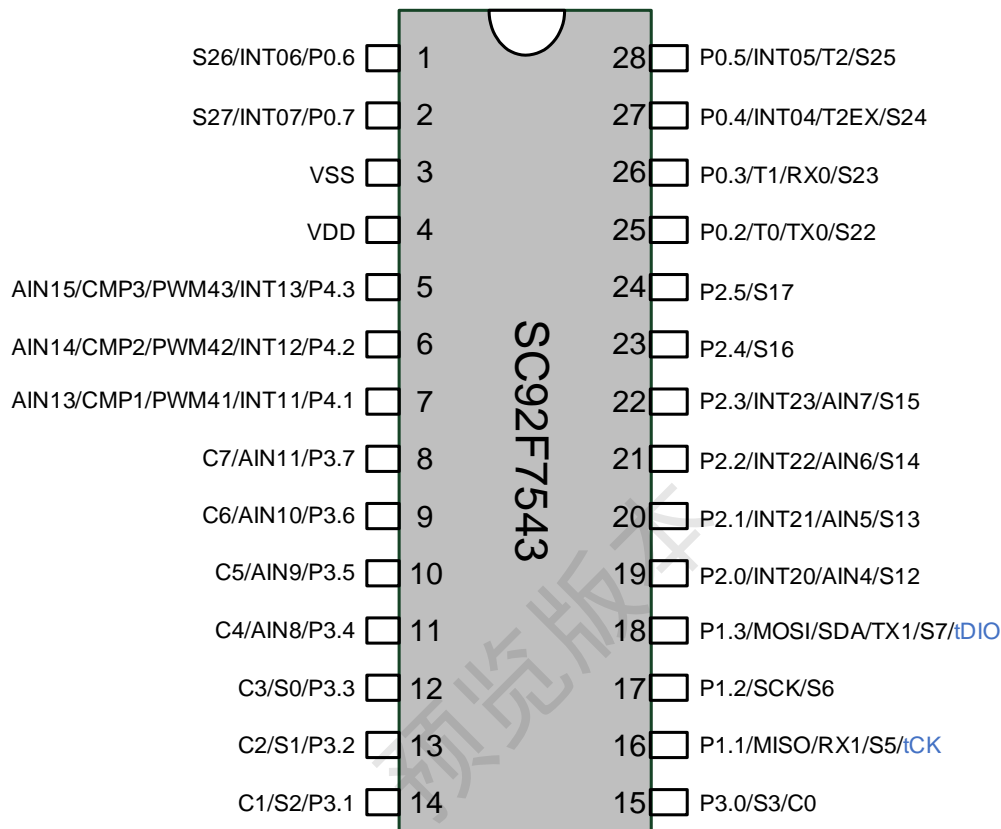 S26/INT06/P0.6 1 28 P0.5/INT05/T2/S25
S27/INT07/P0.7 2 27 P0.4/INT04/T2EX/S24
VSS 3 26 P0.3/T1/RX0/S23
VDD 4 25 P0.2/T0/TX0/S22
AIN15/CMP3/PWM43/INT13/P4.3 5 24 P2.5/S17
AIN14/CMP2/PWM42/INT12/P4.2 6 23 P2.4/S16
AIN13/CMP1/PWM41/INT11/P4.1 7 22 P2.3/INT23/AIN7/S15
C7/AIN11/P3.7 8 21 P2.2/INT22/AIN6/S14
C6/AIN10/P3.6 9 20 P2.1/INT21/AIN5/S13
C5/AIN9/P3.5 10 19 P2.0/INT20/AIN4/S12
C4/AIN8/P3.4 11 18 P1.3/MOSI/SDA/TX1/S7/tDIO
C3/S0/P3.3 12 17 P1.2/SCK/S6
C2/S1/P3.2 13 16 P1.1/MISO/RX1/S5/tCK
C1/S2/P3.1 14 15 P3.0/S3/C0
SC92F7543
预览版本